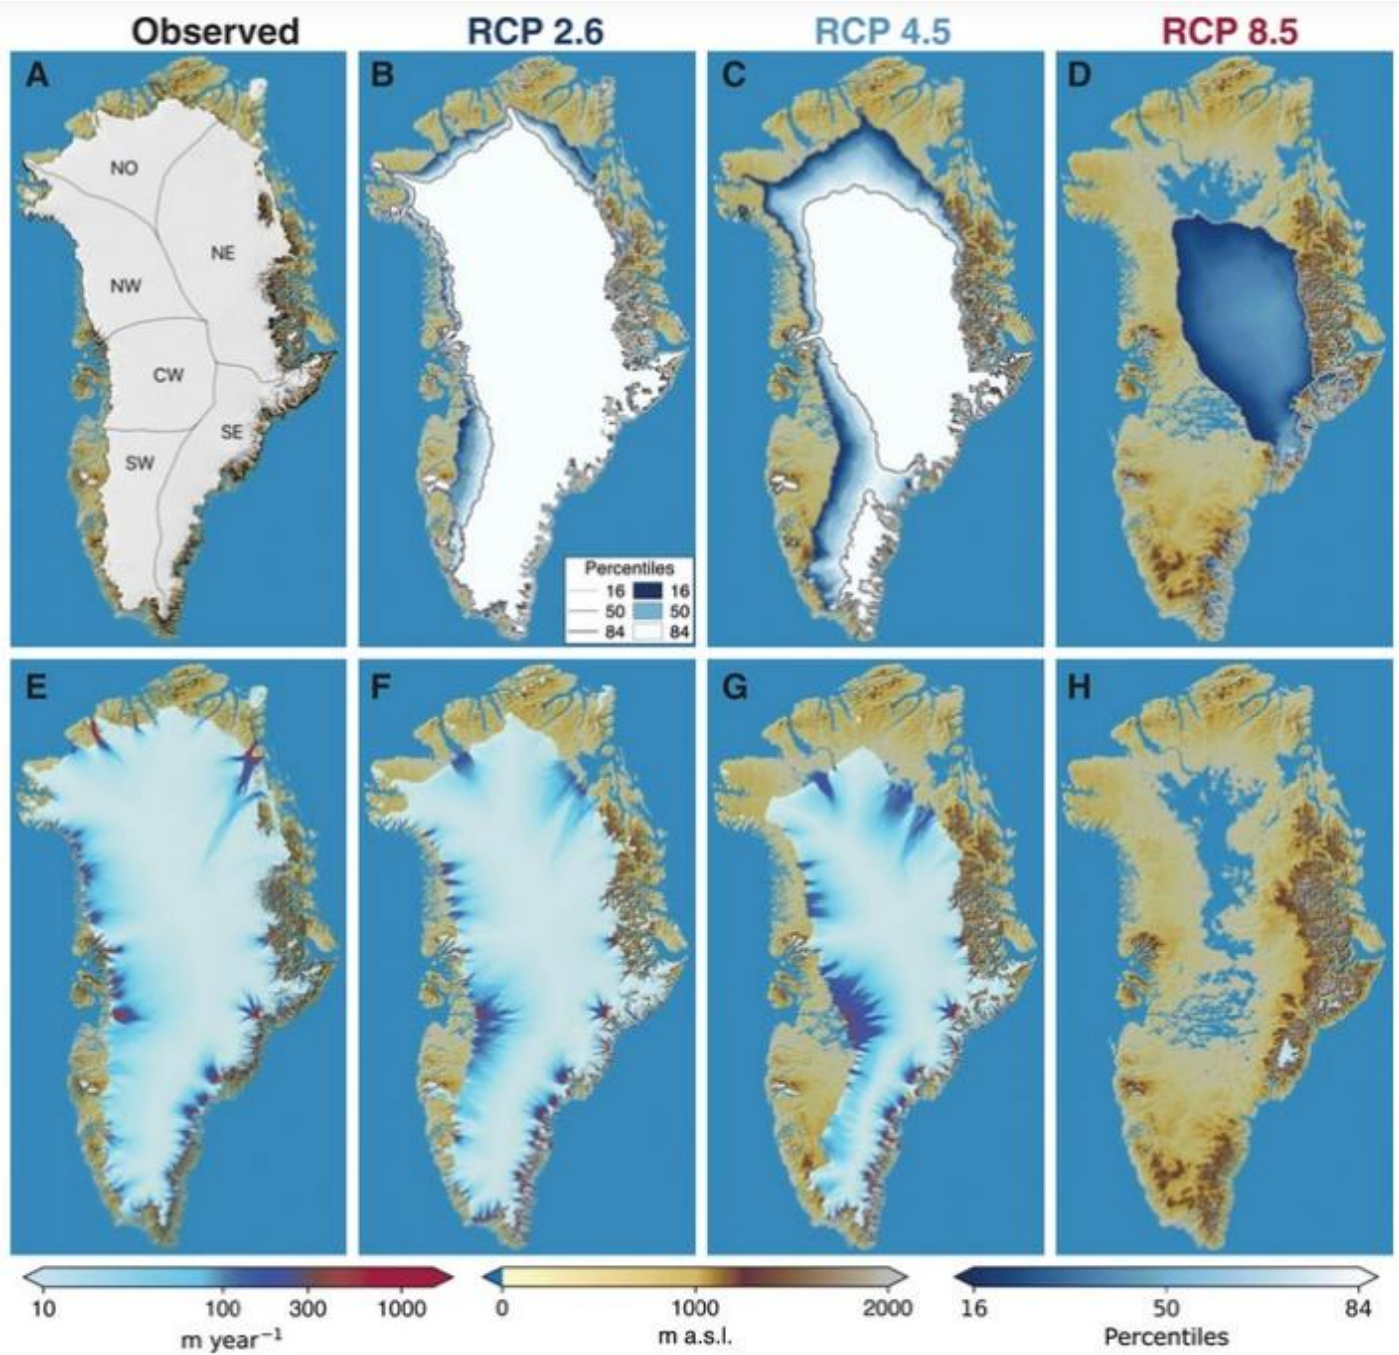 Observed
RCP 2.6
RCP 4.5
RCP 8.5
A
B
C
D
NO
NE
NW
CW
SE
SW
Percentiles
16 16
50 50
84 84
E
F
G
H
10 100 300 1000
m year⁻¹
0 1000 2000
m a.s.l.
16 50 84
Percentiles